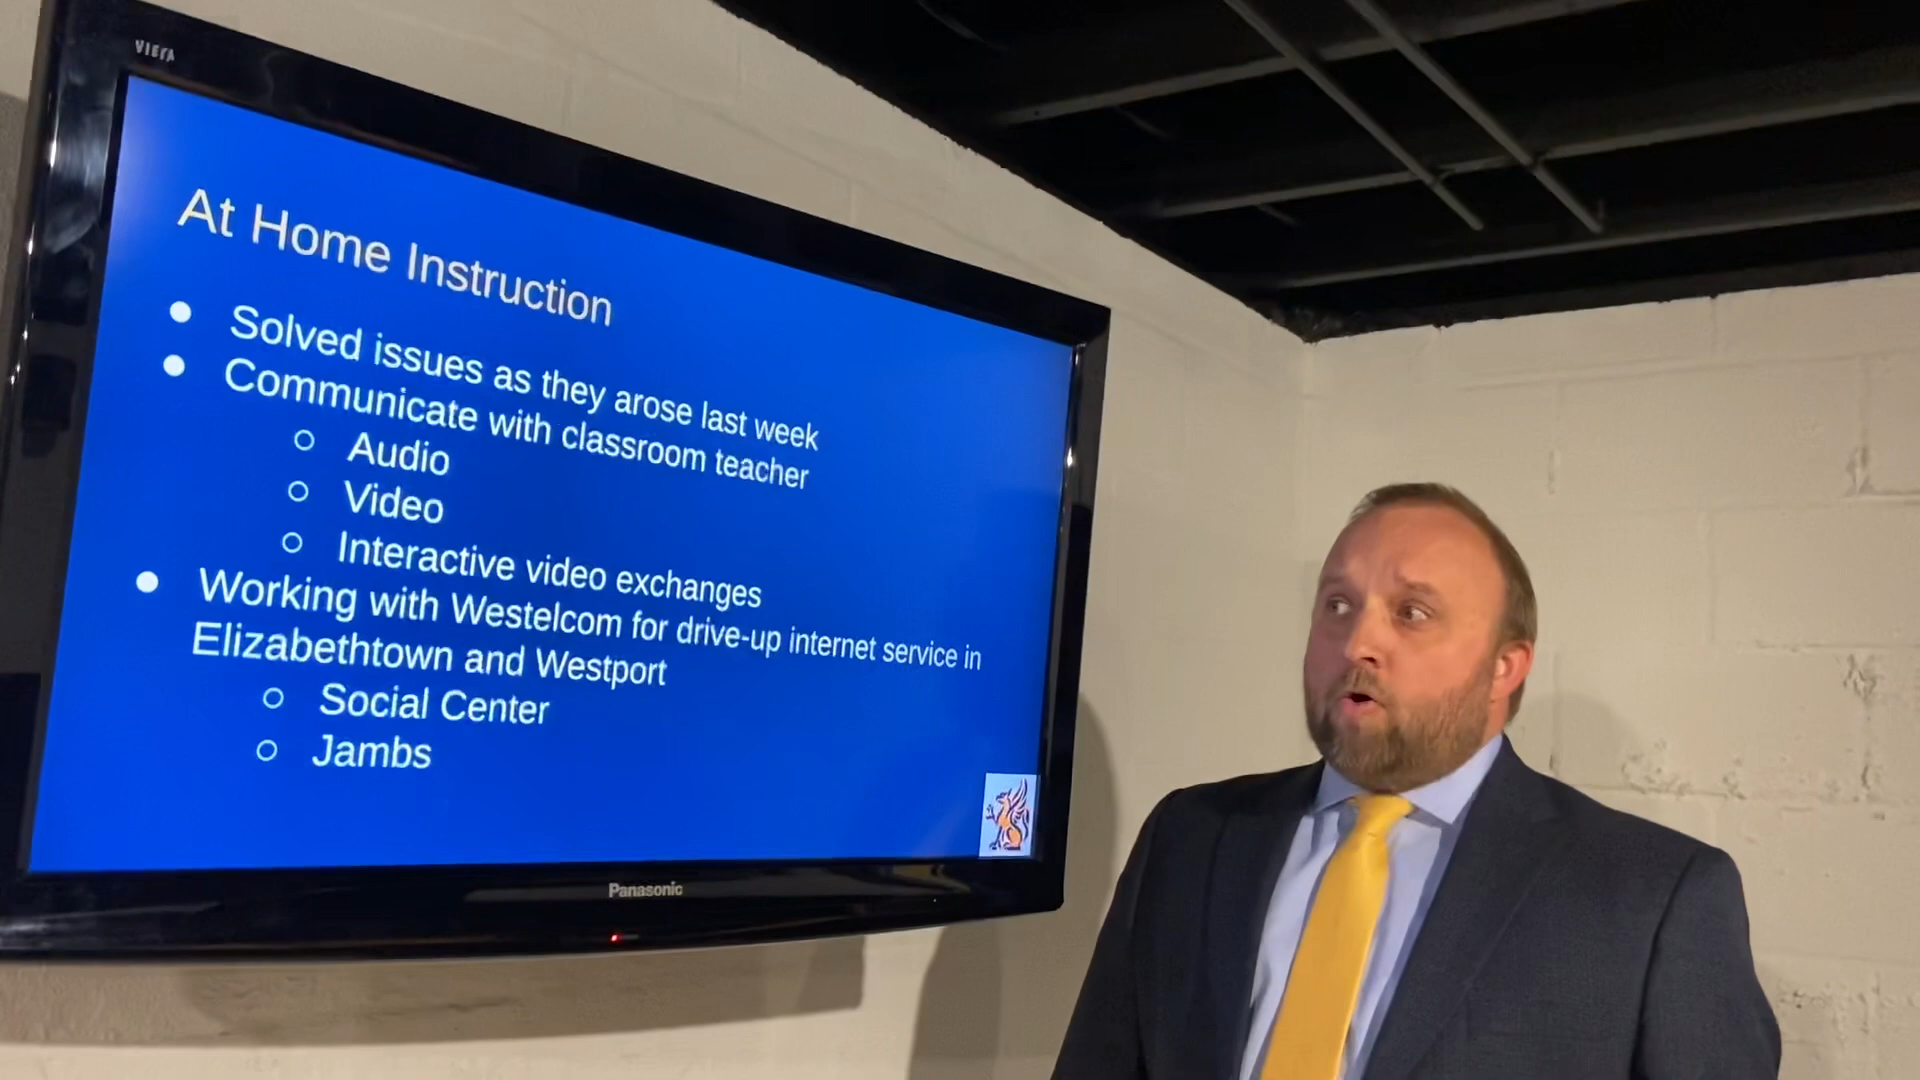 VIERA
At Home Instruction
Solved issues as they arose last week
Communicate with classroom teacher
Audio
Video
Interactive video exchanges
Working with Westelcom for drive-up internet service in
Elizabethtown and Westport
Social Center
Jambs
Panasonic